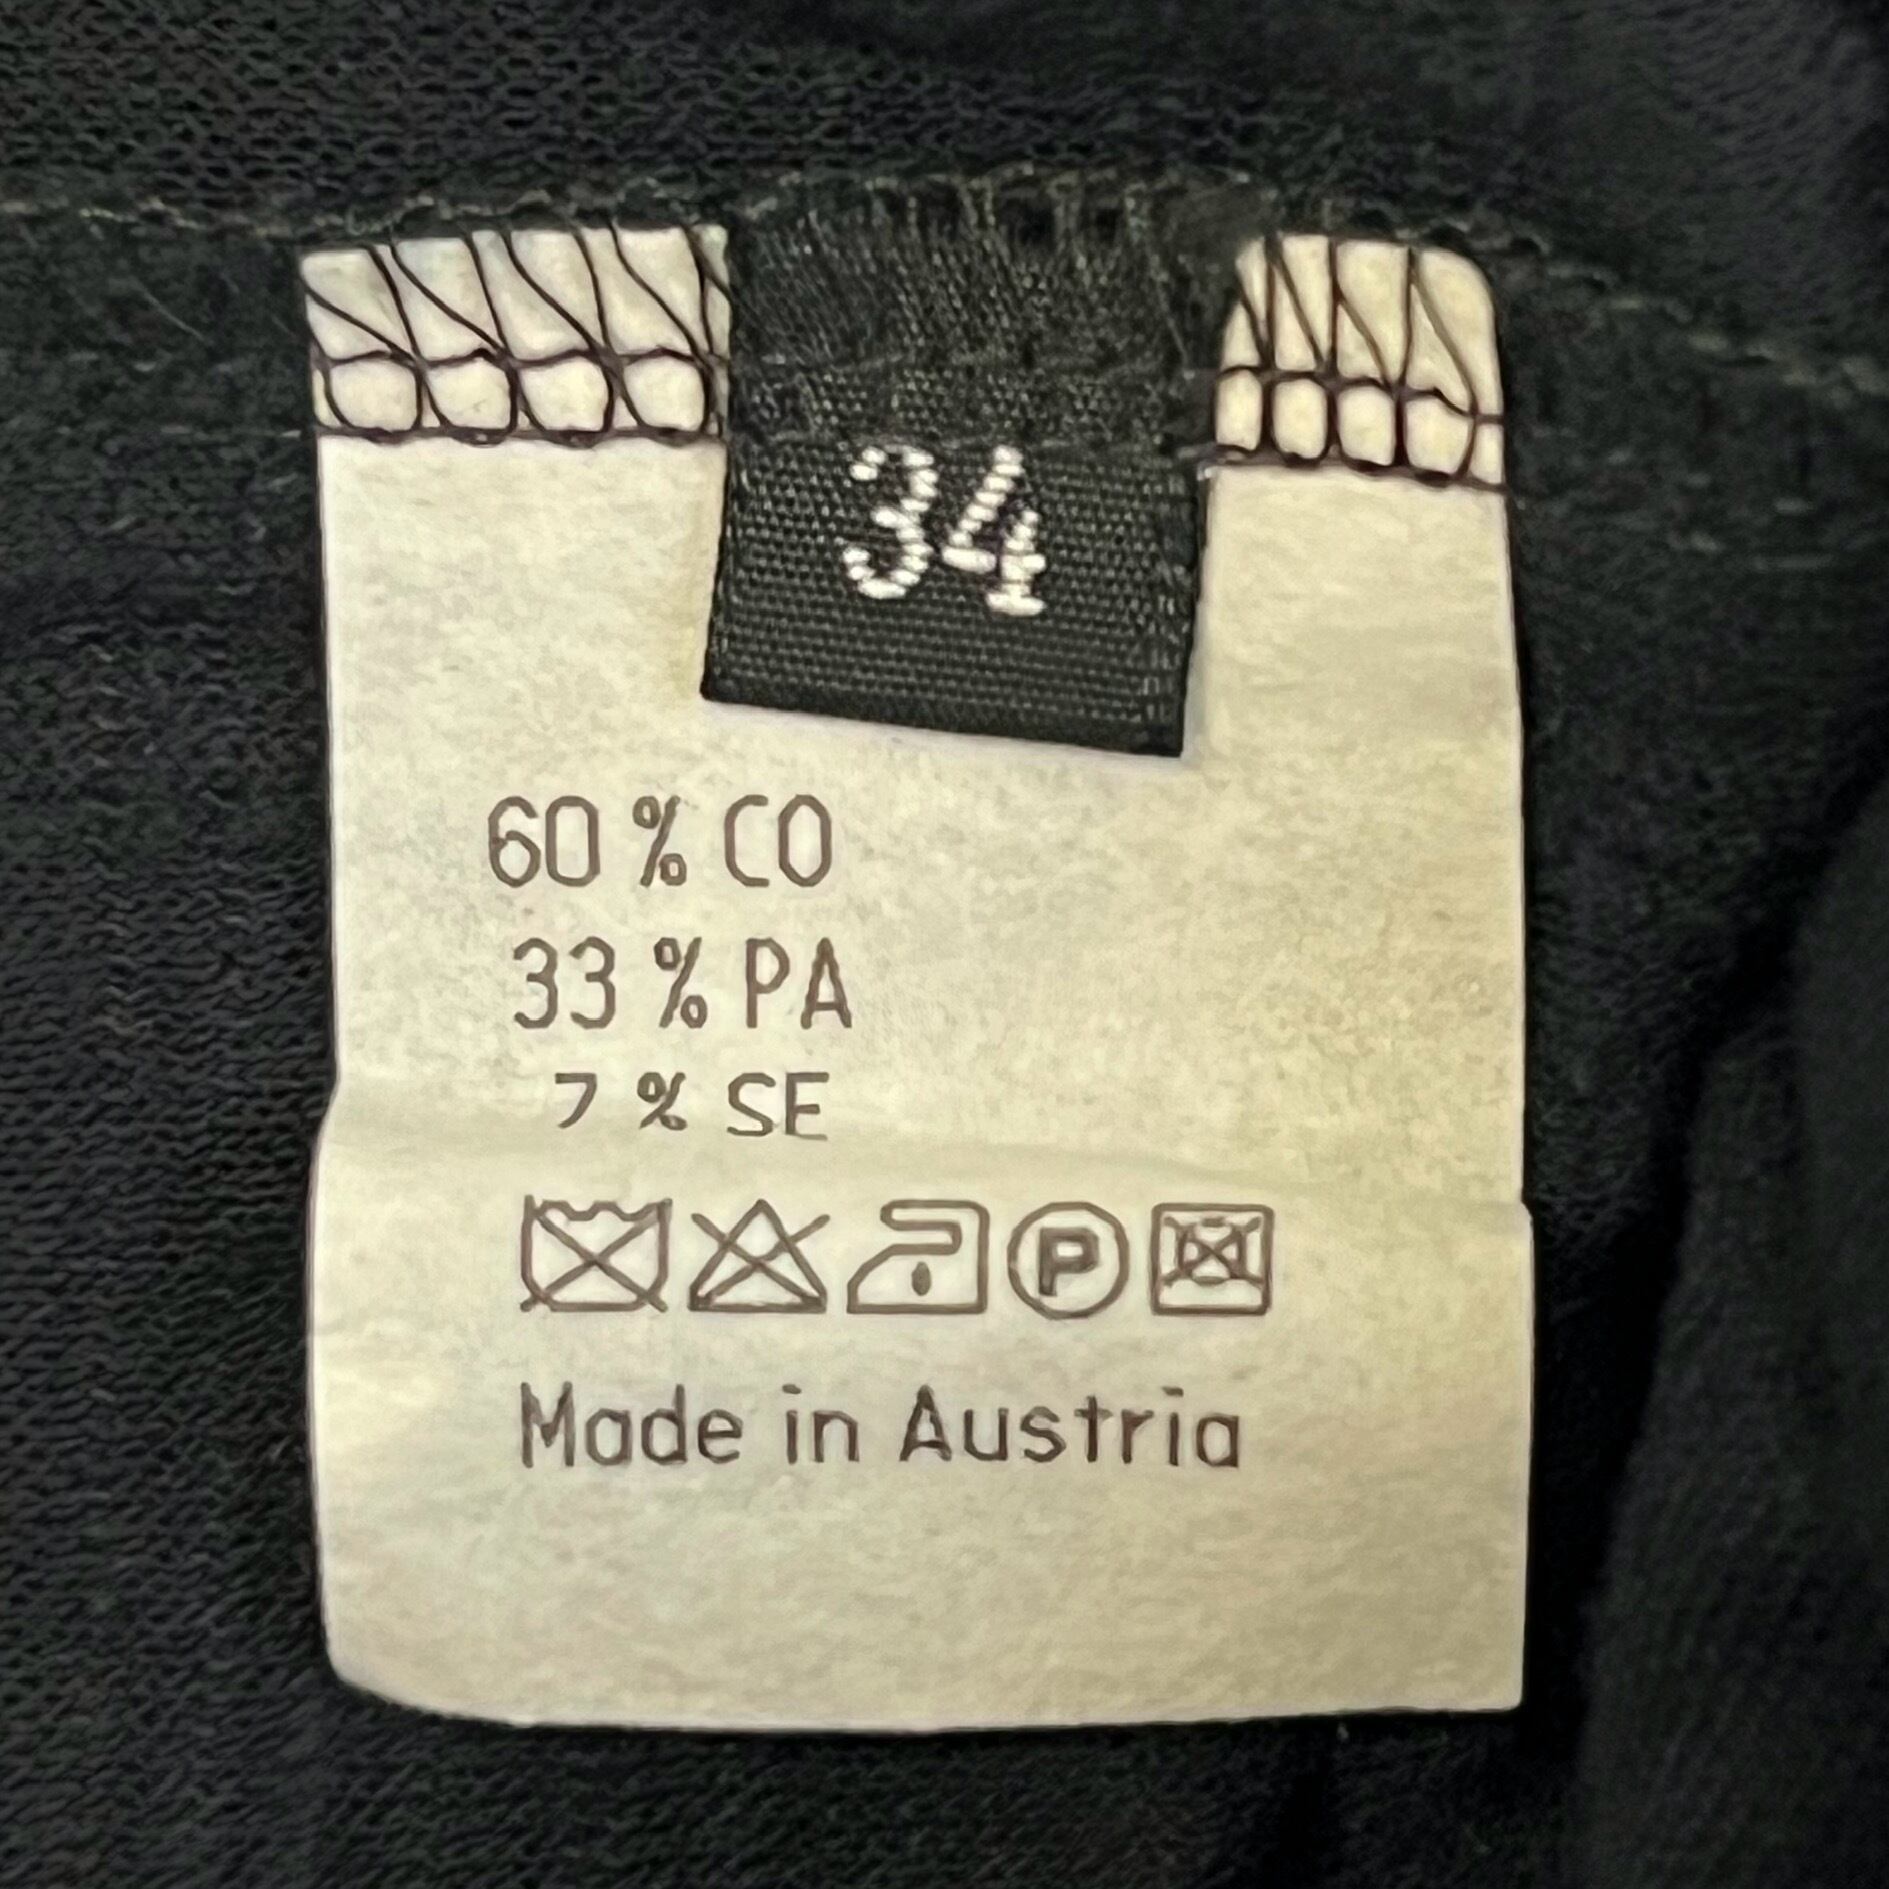 34
60 % CO
33 % PA
7 % SE
P
Made in Austria